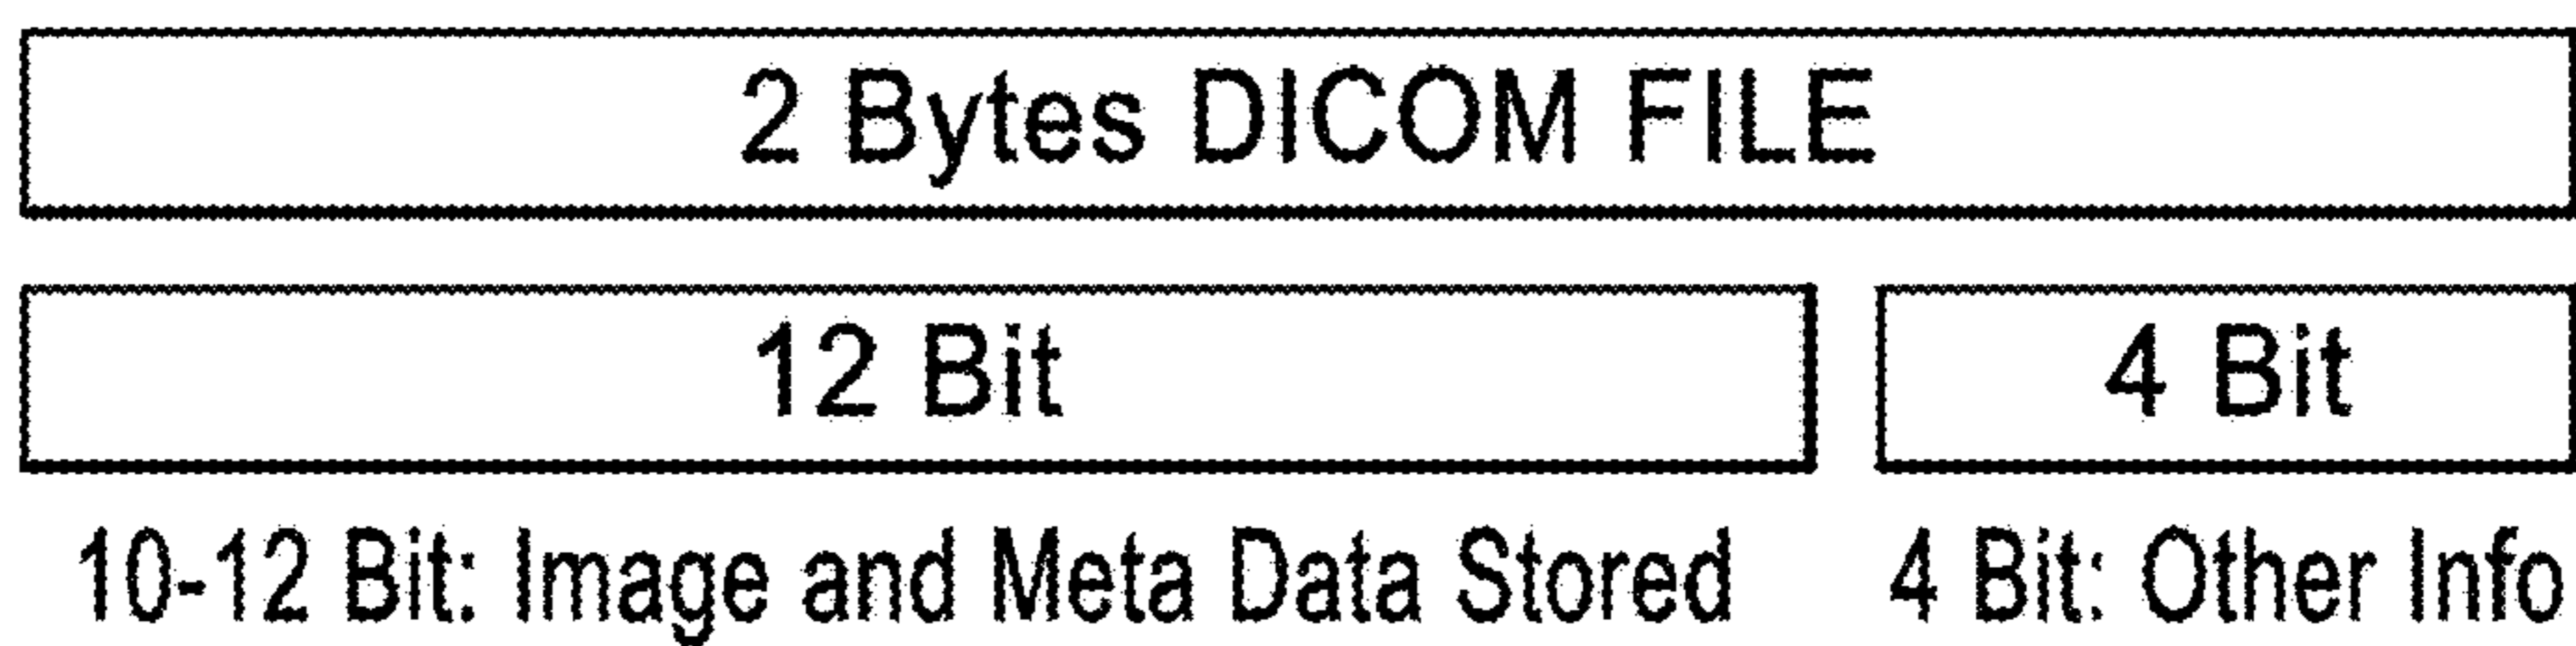 2 Bytes DICOM FILE
12 Bit 4 Bit
10-12 Bit: Image and Meta Data Stored 4 Bit: Other Info